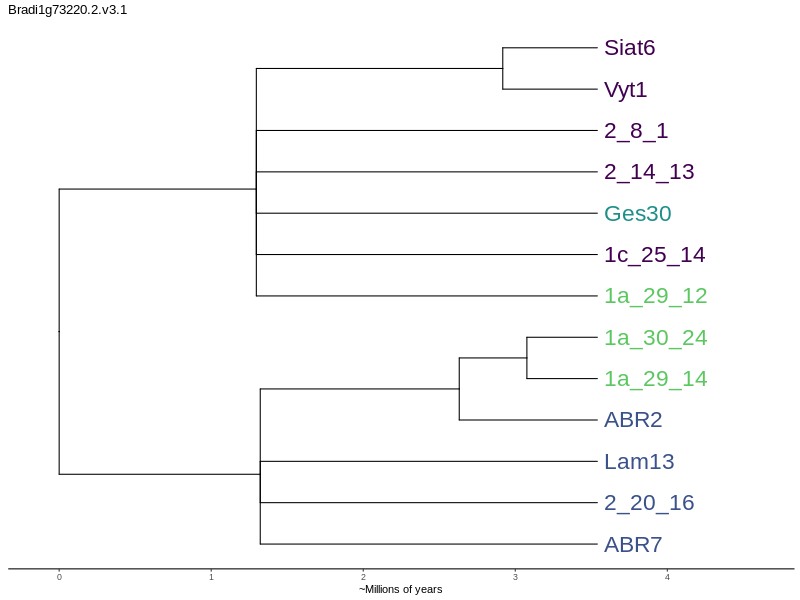 Bradi1g73220.2.v3.1
Siat6
Vyt1
2_8_1
2_14_13
Ges30
1c_25_14
1a_29_12
1a_30_24
1a_29_14
ABR2
Lam13
2_20_16
ABR7
0 1 2 3 4
~Millions of years